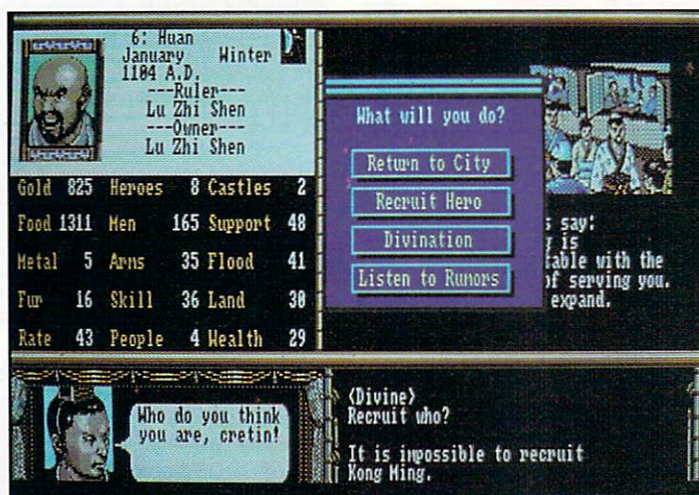 6: Huan
January Winter
1104 A.D.
---Ruler---
Lu Zhi Shen
---Owner---
Lu Zhi Shen
Gold 825 Heroes 8 Castles 2
Food 1311 Men 165 Support 48
Metal 5 Arms 35 Flood 41
Fur 16 Skill 36 Land 30
Rate 43 People 4 Wealth 29
What will you do?
Return to City
Recruit Hero
Divination
Listen to Rumors
say:
is
table with the
of serving you.
expand.
Who do you think
you are, cretin!
<Divine>
Recruit who?
It is impossible to recruit
Kong Ming.